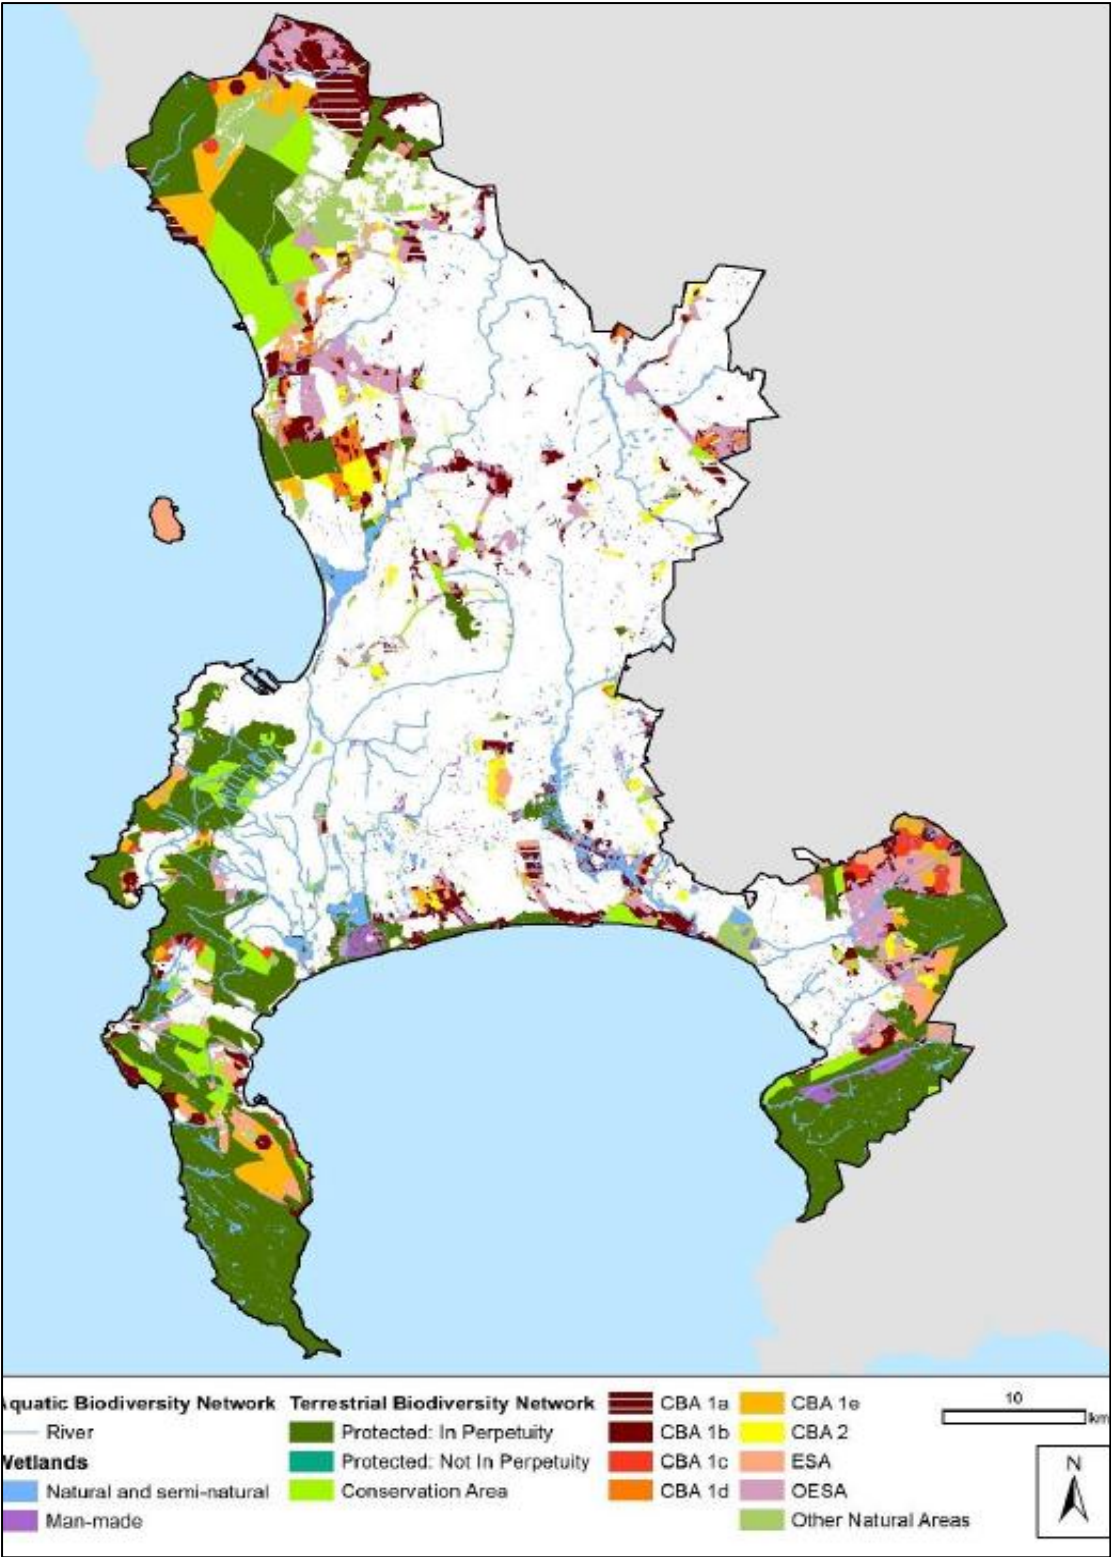 Aquatic Biodiversity Network
River
Wetlands
Natural and semi-natural
Man-made
Terrestrial Biodiversity Network
Protected: In Perpetuity
Protected: Not In Perpetuity
Conservation Area
CBA 1a
CBA 1b
CBA 1c
CBA 1d
CBA 1e
CBA 2
ESA
OESA
Other Natural Areas
10
km
N